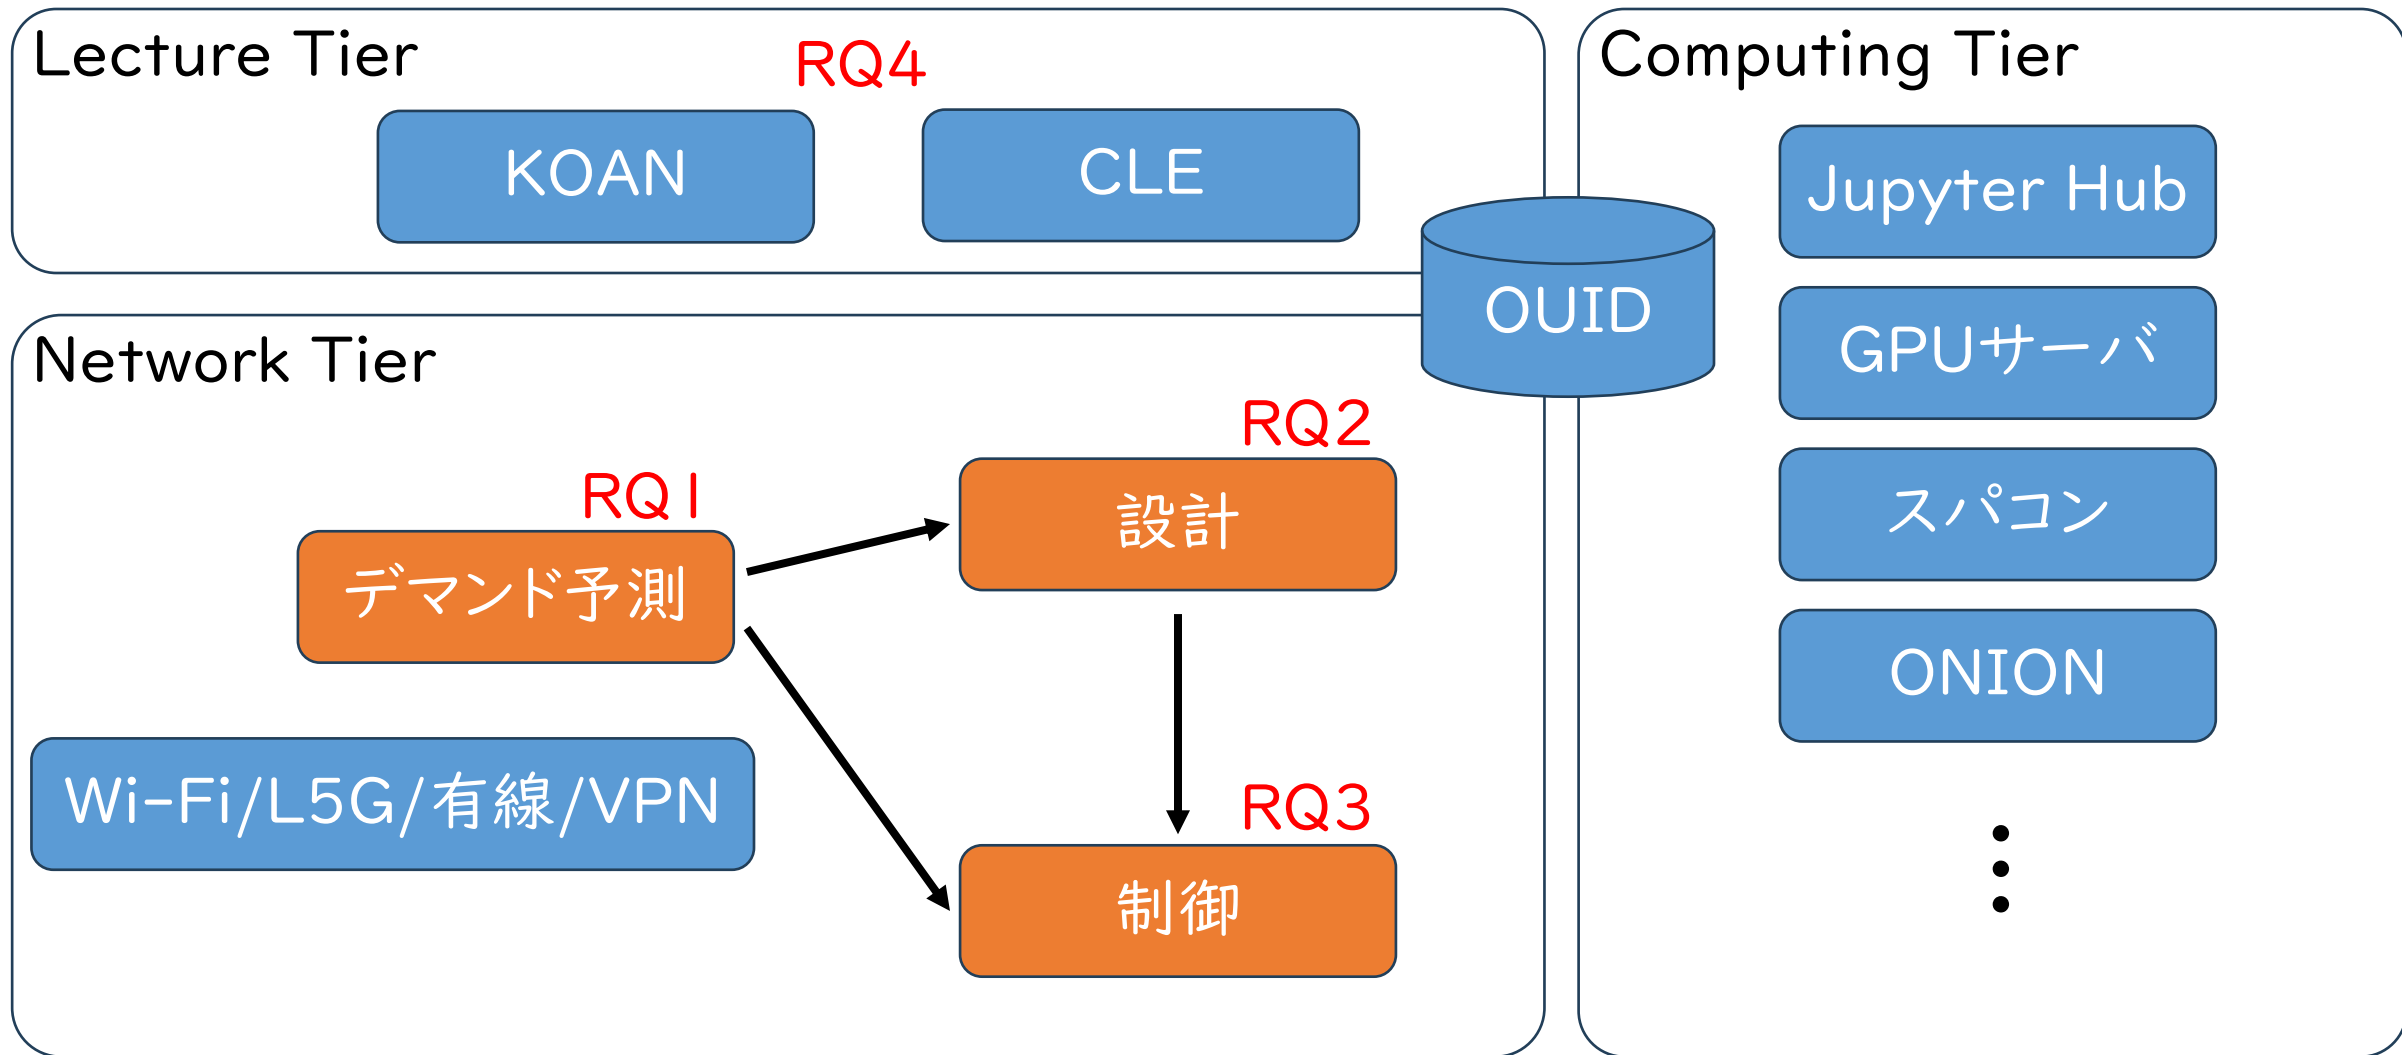 Lecture Tier
RQ4
KOAN
CLE
Computing Tier
Jupyter Hub
GPUサーバ
スパコン
ONION
OUID
Network Tier
RQ1
デマンド予測
RQ2
設計
Wi-Fi/L5G/有線/VPN
RQ3
制御